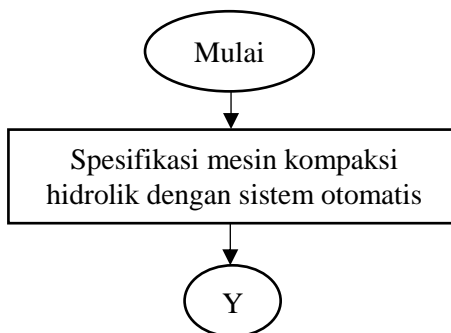 Mulai
Spesifikasi mesin kompaksi
hidrolik dengan sistem otomatis
Y